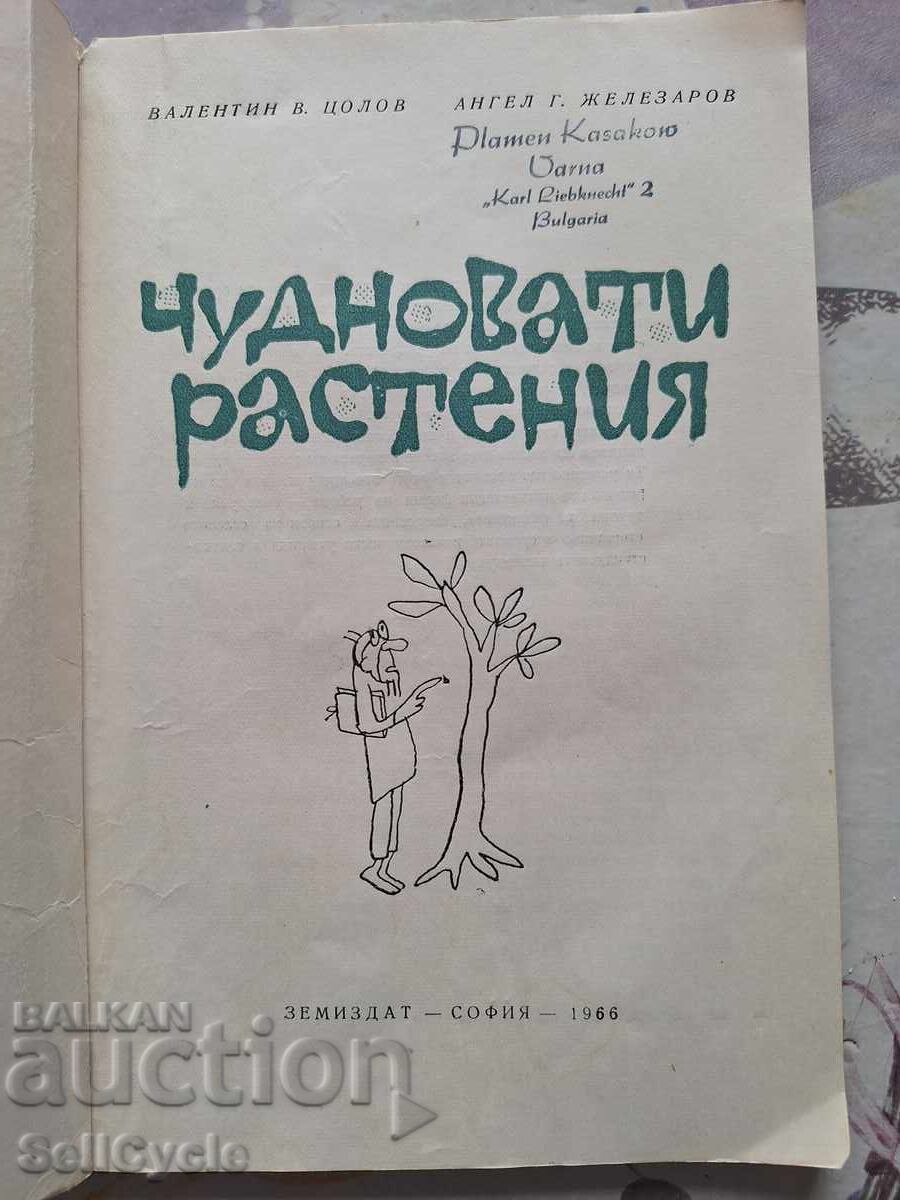 ВАЛЕНТИН В. ЦОЛОВ АНГЕЛ Г. ЖЕЛЕЗАРОВ
Plamen Kasakow
Varna
„Karl Liebknecht" 2
Bulgaria
ЧУДНОВАТИ
РАСТЕНИЯ
ЗЕМИЗДАТ — СОФИЯ — 1966
BALKAN
auction
SellCycle